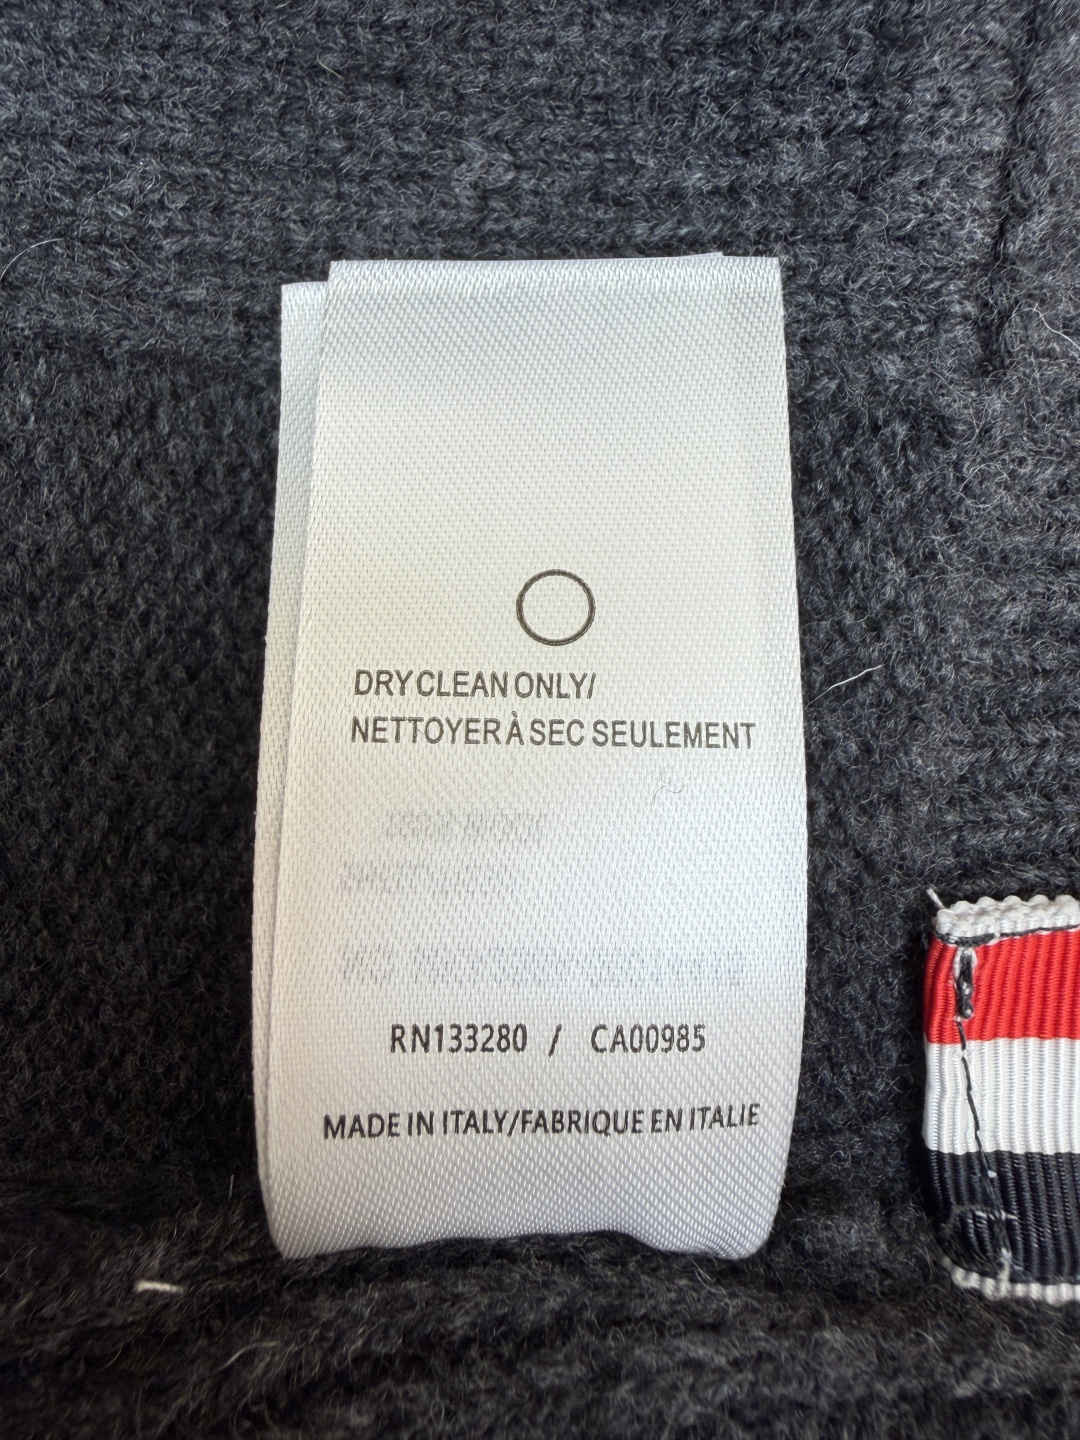 DRY CLEAN ONLY/
NETTOYER À SEC SEULEMENT
RN133280 / CA00985
MADE IN ITALY/FABRIQUE EN ITALIE